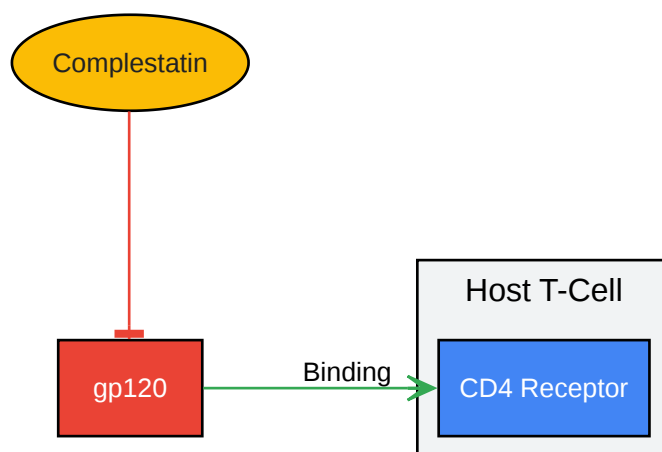 Complestatin
Host T-Cell
gp120
Binding
CD4 Receptor